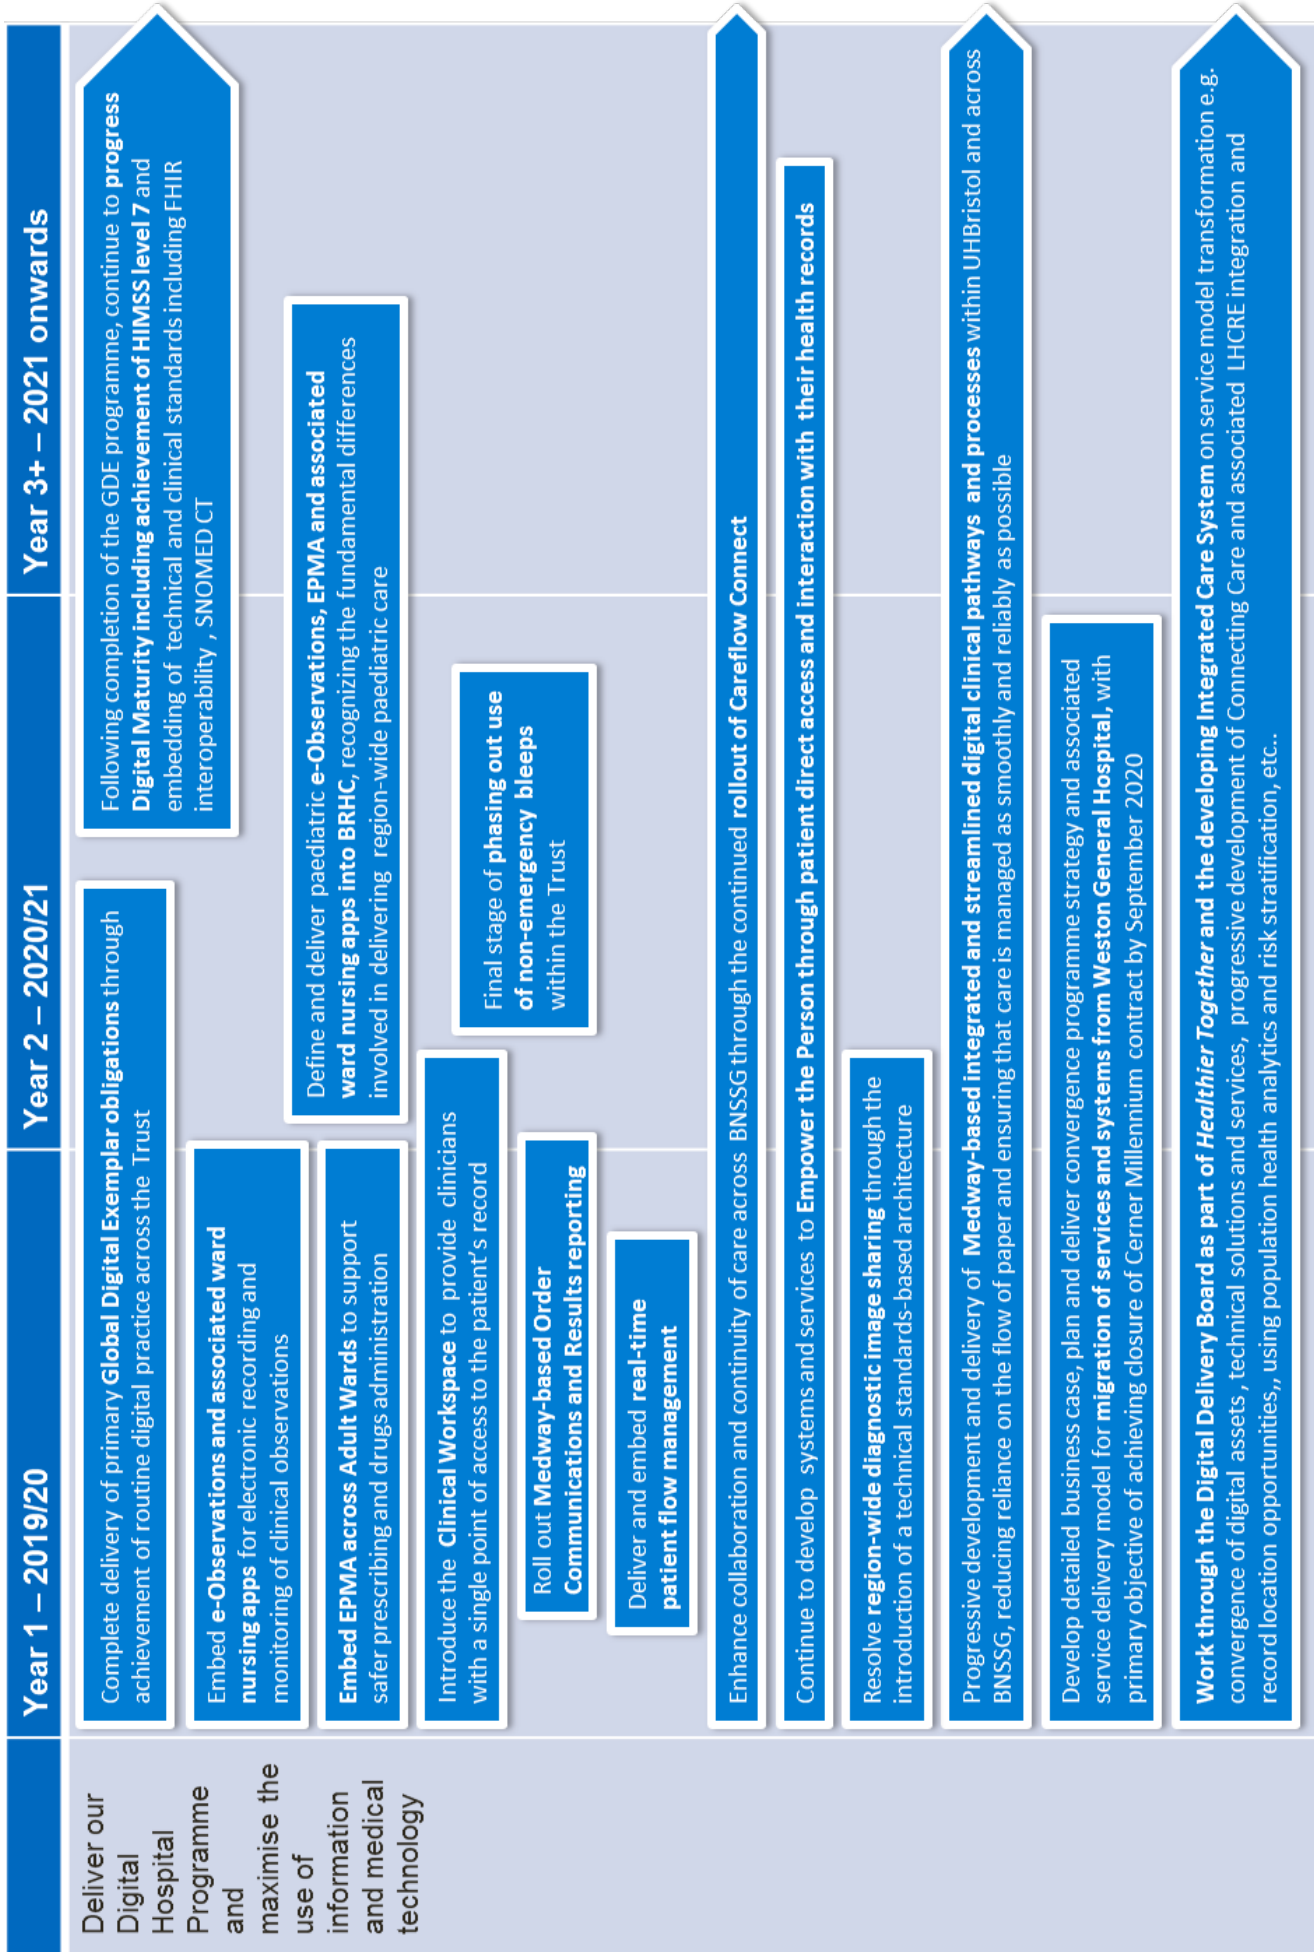 Year 1 – 2019/20
Year 2 – 2020/21
Year 3+ – 2021 onwards
Deliver our
Digital
Hospital
Programme
and
maximise the
use of
information
and medical
technology
Complete delivery of primary Global Digital Exemplar obligations through
achievement of routine digital practice across the Trust
Following completion of the GDE programme, continue to progress
Digital Maturity including achievement of HIMSS level 7 and
embedding of technical and clinical standards including FHIR
interoperability , SNOMED CT
Embed e-Observations and associated ward
nursing apps for electronic recording and
monitoring of clinical observations
Define and deliver paediatric e-Observations, EPMA and associated
ward nursing apps into BRHC, recognizing the fundamental differences
involved in delivering region-wide paediatric care
Embed EPMA across Adult Wards to support
safer prescribing and drugs administration
Introduce the Clinical Workspace to provide clinicians
with a single point of access to the patient's record
Final stage of phasing out use
of non-emergency bleeps
within the Trust
Roll out Medway-based Order
Communications and Results reporting
Deliver and embed real-time
patient flow management
Enhance collaboration and continuity of care across BNSSG through the continued rollout of Careflow Connect
Continue to develop systems and services to Empower the Person through patient direct access and interaction with their health records
Resolve region-wide diagnostic image sharing through the
introduction of a technical standards-based architecture
Progressive development and delivery of Medway-based integrated and streamlined digital clinical pathways and processes within UHBristol and across
BNSSG, reducing reliance on the flow of paper and ensuring that care is managed as smoothly and reliably as possible
Develop detailed business case, plan and deliver convergence programme strategy and associated
service delivery model for migration of services and systems from Weston General Hospital, with
primary objective of achieving closure of Cerner Millennium contract by September 2020
Work through the Digital Delivery Board as part of Healthier Together and the developing Integrated Care System on service model transformation e.g.
convergence of digital assets, technical solutions and services, progressive development of Connecting Care and associated LHCRE integration and
record location opportunities,, using population health analytics and risk stratification, etc..